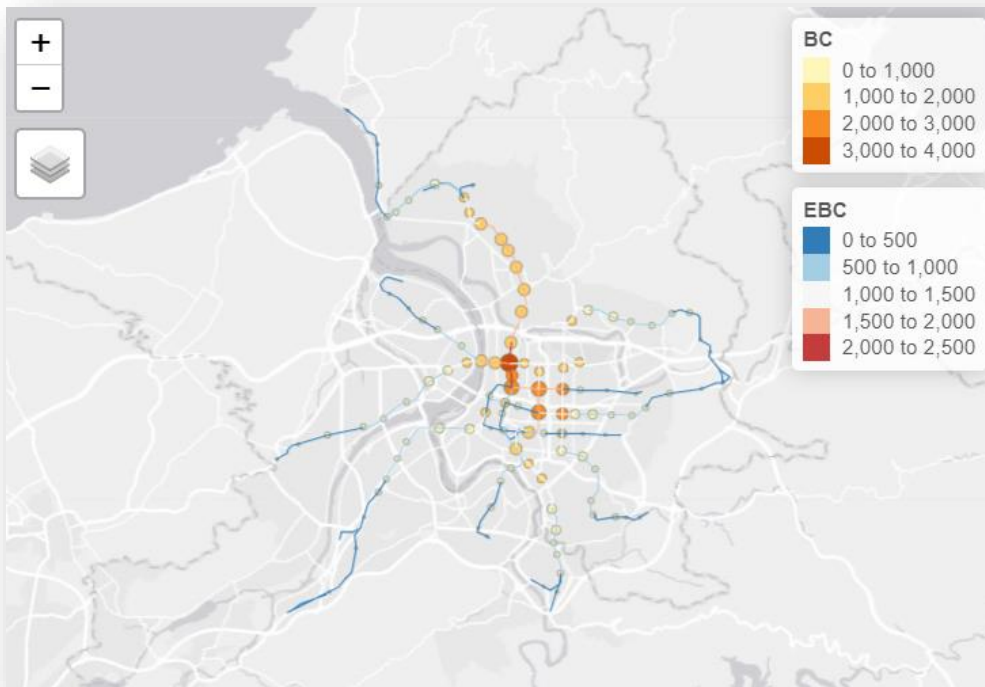 +
−
BC
0 to 1,000
1,000 to 2,000
2,000 to 3,000
3,000 to 4,000
EBC
0 to 500
500 to 1,000
1,000 to 1,500
1,500 to 2,000
2,000 to 2,500